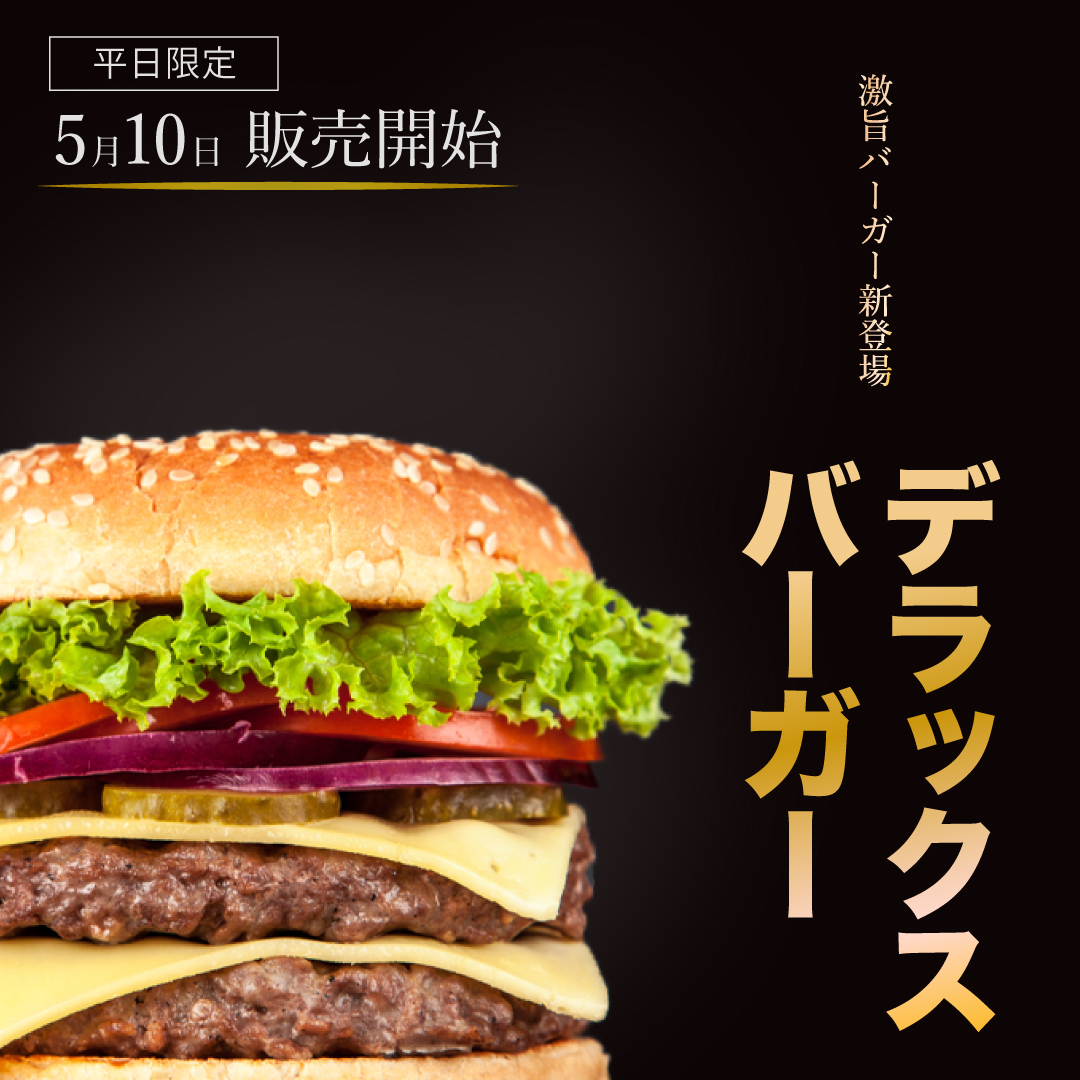 平日限定
5月10日 販売開始
激旨バーガー新登場
デラックス
バーガー